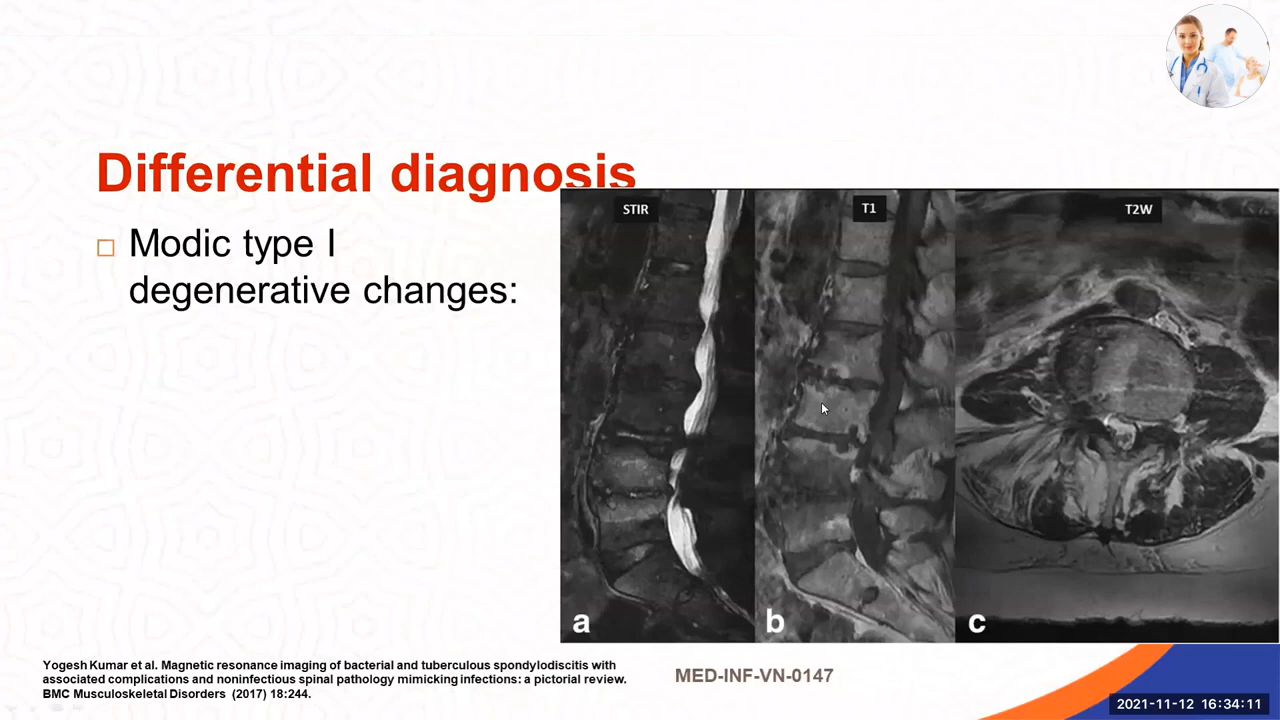 Differential diagnosis
Modic type I
degenerative changes:
STIR
T1
T2W
a
b
c
Yogesh Kumar et al. Magnetic resonance imaging of bacterial and tuberculous spondylodiscitis with
associated complications and noninfectious spinal pathology mimicking infections: a pictorial review.
BMC Musculoskeletal Disorders (2017) 18:244.
MED-INF-VN-0147
2021-11-12 16:34:11